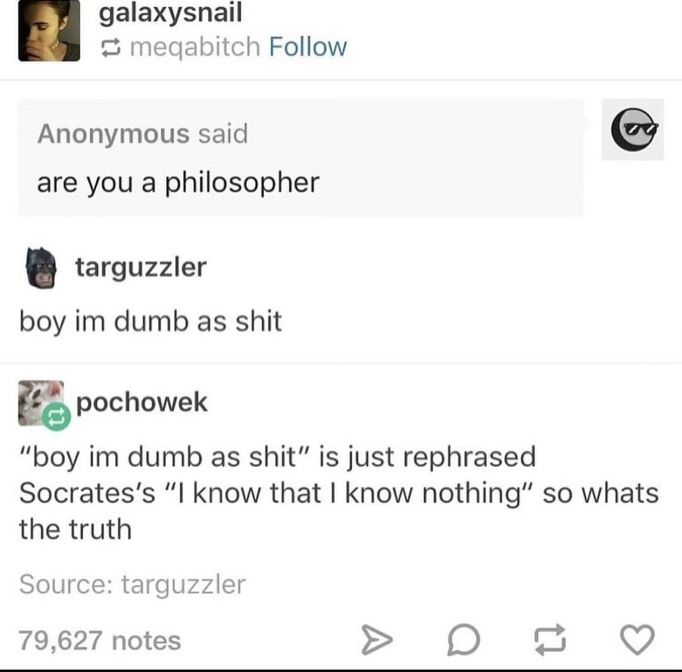 galaxysnail
meqabitch Follow
Anonymous said
are you a philosopher
targuzzler
boy im dumb as shit
pochowek
"boy im dumb as shit" is just rephrased
Socrates's "I know that I know nothing" so whats
the truth
Source: targuzzler
79,627 notes